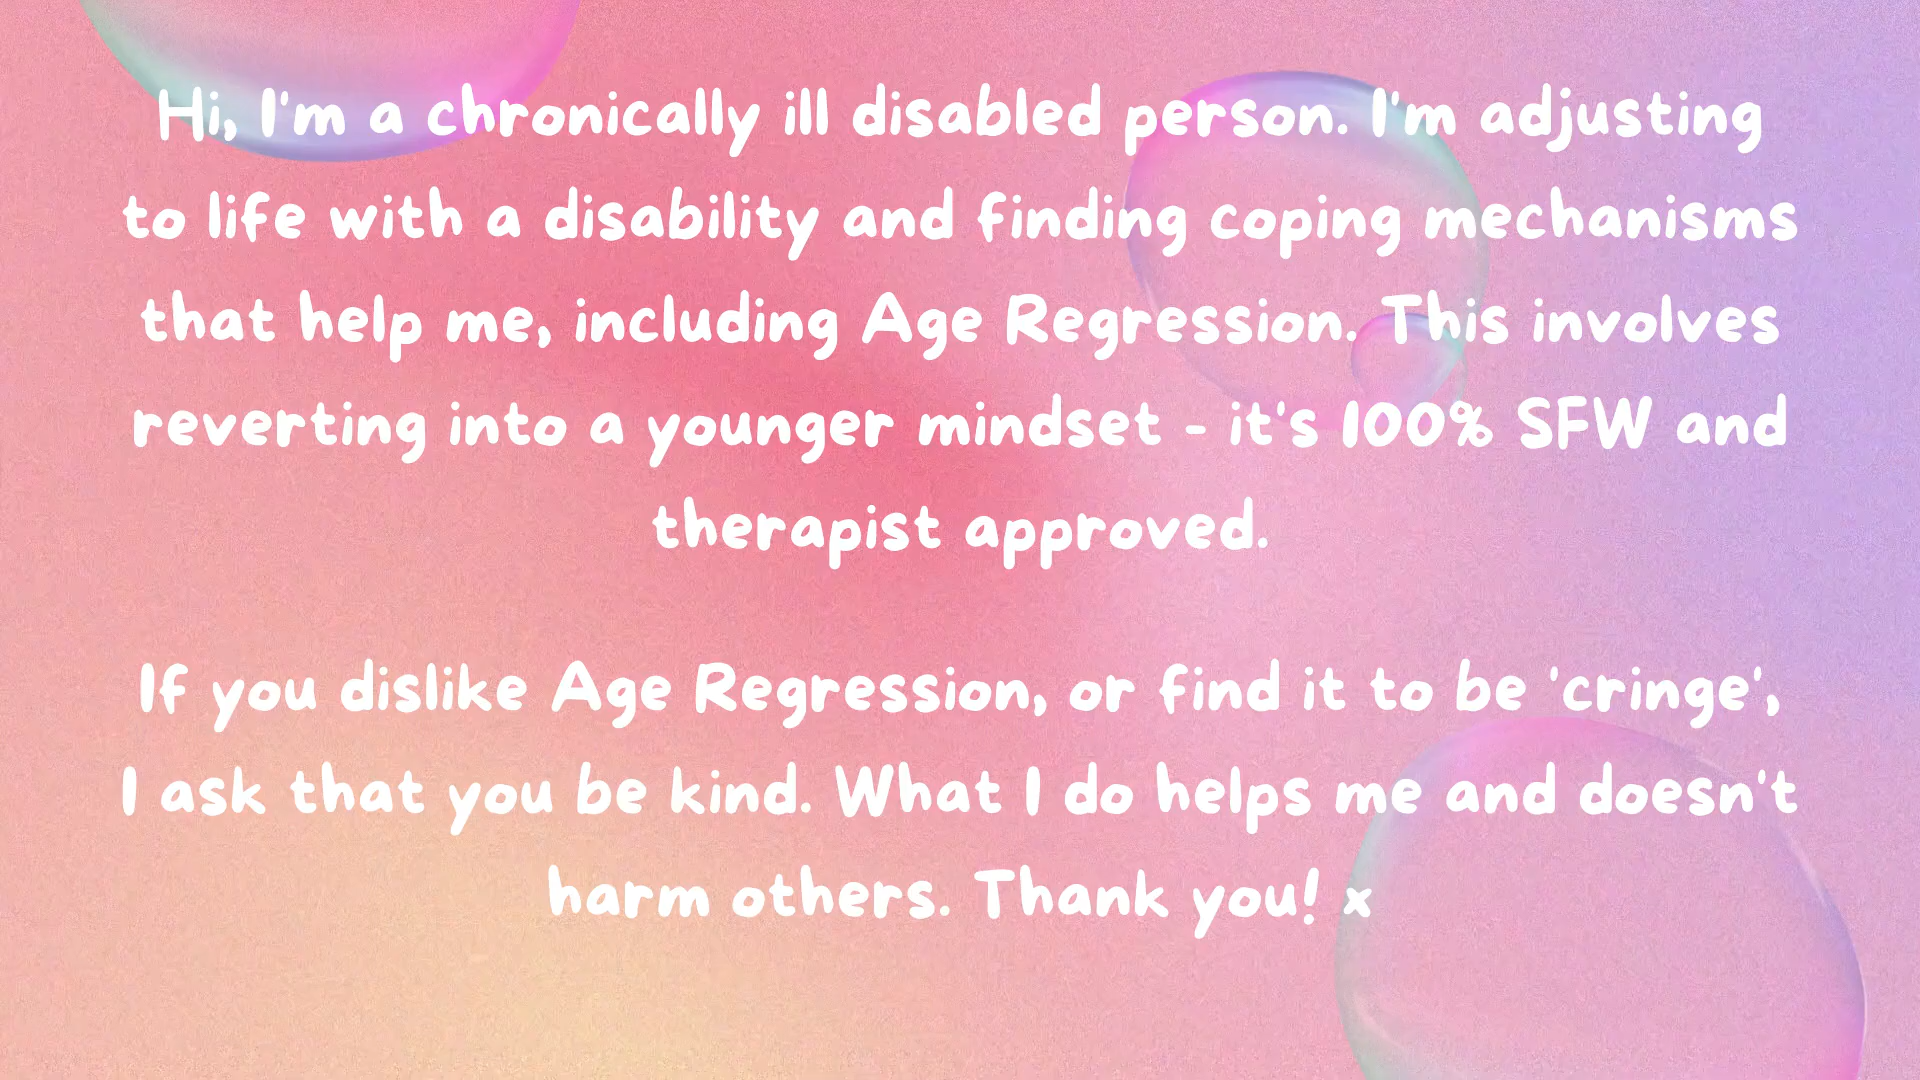 Hi, I'm a chronically ill disabled person. I'm adjusting
to life with a disability and finding coping mechanisms
that help me, including Age Regression. This involves
reverting into a younger mindset - it's 100% SFW and
therapist approved.
If you dislike Age Regression, or find it to be 'cringe',
I ask that you be kind. What I do helps me and doesn't
harm others. Thank you! x